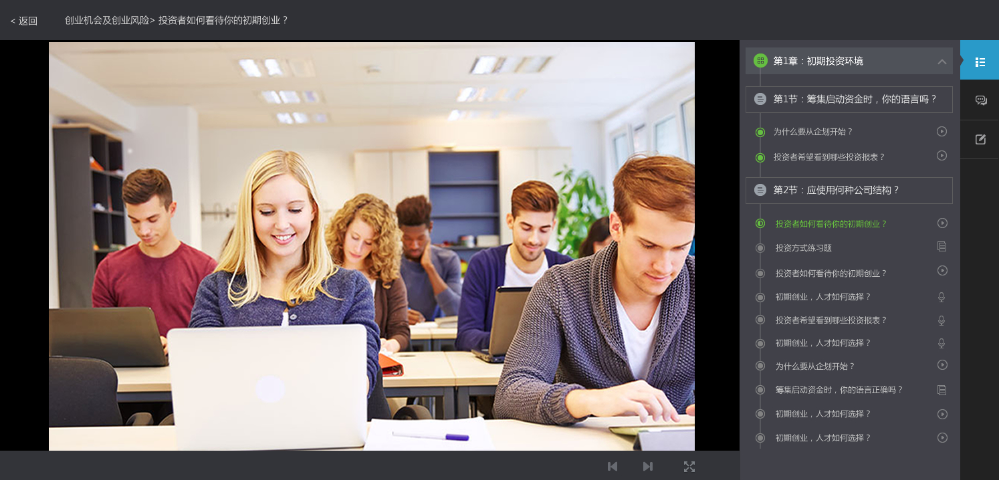 < 返回
创业机会及创业风险> 投资者如何看待你的初期创业？
第1章：初期投资环境
第1节：筹集启动资金时，你的语言吗？
为什么要从企划开始？
投资者希望看到哪些投资报表？
第2节：应使用何种公司结构？
投资者如何看待你的初期创业？
投资方式练习题
投资者如何看待你的初期创业？
初期创业，人才如何选择？
投资者希望看到哪些投资报表？
初期创业，人才如何选择？
为什么要从企划开始？
筹集启动资金时，你的语言正确吗？
初期创业，人才如何选择？
初期创业，人才如何选择？